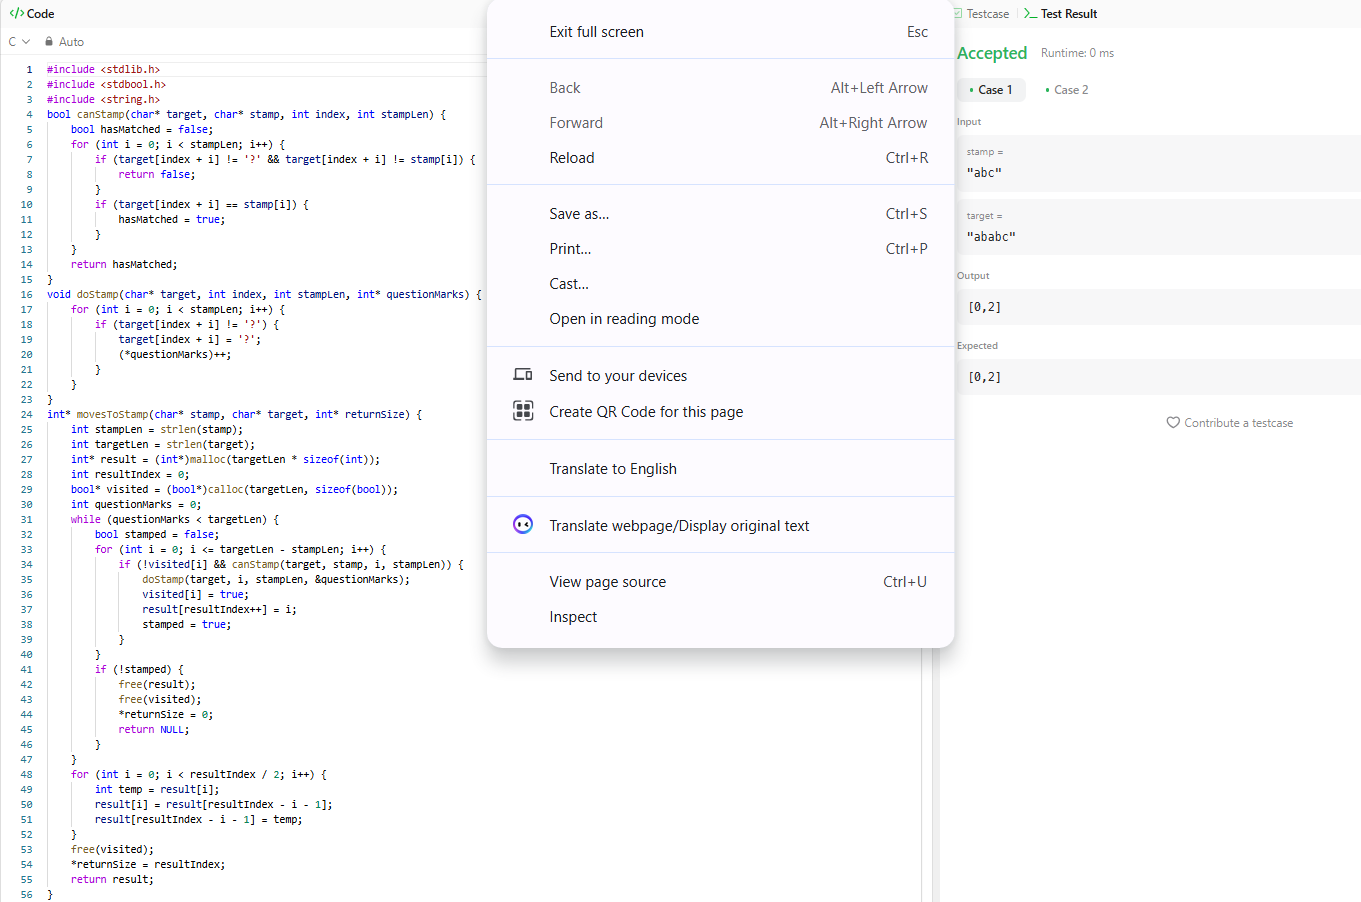 </> Code
C Auto
1 #include <stdlib.h>
2 #include <stdbool.h>
3 #include <string.h>
4 bool canStamp(char* target, char* stamp, int index, int stampLen) {
5     bool hasMatched = false;
6     for (int i = 0; i < stampLen; i++) {
7         if (target[index + i] != '?' && target[index + i] != stamp[i]) {
8             return false;
9         }
10         if (target[index + i] == stamp[i]) {
11             hasMatched = true;
12         }
13     }
14     return hasMatched;
15 }
16 void doStamp(char* target, int index, int stampLen, int* questionMarks) {
17     for (int i = 0; i < stampLen; i++) {
18         if (target[index + i] != '?') {
19             target[index + i] = '?';
20             (*questionMarks)++;
21         }
22     }
23 }
24 int* movesToStamp(char* stamp, char* target, int* returnSize) {
25     int stampLen = strlen(stamp);
26     int targetLen = strlen(target);
27     int* result = (int*)malloc(targetLen * sizeof(int));
28     int resultIndex = 0;
29     bool* visited = (bool*)calloc(targetLen, sizeof(bool));
30     int questionMarks = 0;
31     while (questionMarks < targetLen) {
32         bool stamped = false;
33         for (int i = 0; i <= targetLen - stampLen; i++) {
34             if (!visited[i] && canStamp(target, stamp, i, stampLen)) {
35                 doStamp(target, i, stampLen, &questionMarks);
36                 visited[i] = true;
37                 result[resultIndex++] = i;
38                 stamped = true;
39             }
40         }
41         if (!stamped) {
42             free(result);
43             free(visited);
44             *returnSize = 0;
45             return NULL;
46         }
47     }
48     for (int i = 0; i < resultIndex / 2; i++) {
49         int temp = result[i];
50         result[i] = result[resultIndex - i - 1];
51         result[resultIndex - i - 1] = temp;
52     }
53     free(visited);
54     *returnSize = resultIndex;
55     return result;
56 }
Exit full screen Esc
Back Alt+Left Arrow
Forward Alt+Right Arrow
Reload Ctrl+R
Save as... Ctrl+S
Print... Ctrl+P
Cast...
Open in reading mode
Send to your devices
Create QR Code for this page
Translate to English
Translate webpage/Display original text
View page source Ctrl+U
Inspect
Testcase >_ Test Result
Accepted Runtime: 0 ms
• Case 1 • Case 2
Input
stamp =
"abc"
target =
"ababc"
Output
[0,2]
Expected
[0,2]
Contribute a testcase